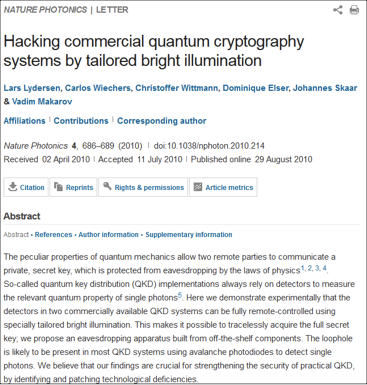 NATURE PHOTONICS | LETTER
Hacking commercial quantum cryptography
systems by tailored bright illumination
Lars Lydersen, Carlos Wiechers, Christoffer Wittmann, Dominique Elser, Johannes Skaar
& Vadim Makarov
Affiliations | Contributions | Corresponding author
Nature Photonics 4, 686–689 (2010) | doi:10.1038/nphoton.2010.214
Received 02 April 2010 | Accepted 11 July 2010 | Published online 29 August 2010
Citation Reprints Rights & permissions Article metrics
Abstract
Abstract • References • Author information • Supplementary information
The peculiar properties of quantum mechanics allow two remote parties to communicate a
private, secret key, which is protected from eavesdropping by the laws of physics1, 2, 3, 4.
So-called quantum key distribution (QKD) implementations always rely on detectors to measure
the relevant quantum property of single photons5. Here we demonstrate experimentally that the
detectors in two commercially available QKD systems can be fully remote-controlled using
specially tailored bright illumination. This makes it possible to tracelessly acquire the full secret
key; we propose an eavesdropping apparatus built from off-the-shelf components. The loophole
is likely to be present in most QKD systems using avalanche photodiodes to detect single
photons. We believe that our findings are crucial for strengthening the security of practical QKD,
by identifying and patching technological deficiencies.